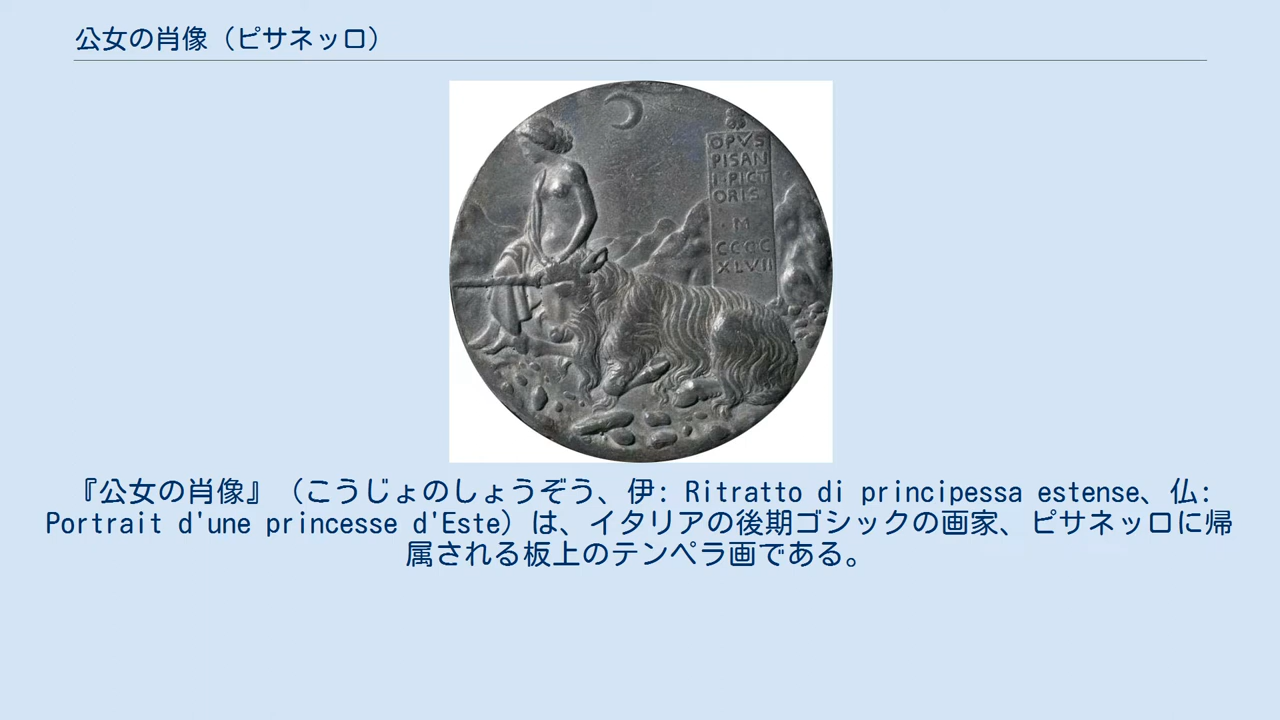 公女の肖像（ピサネッロ）
OPVS
PISAN
I·PICT
ORIS
·M
CCCC
XLVII
『公女の肖像』（こうじょのしょうぞう、伊: Ritratto di principessa estense、仏:
Portrait d'une princesse d'Este）は、イタリアの後期ゴシックの画家、ピサネッロに帰
属される板上のテンペラ画である。